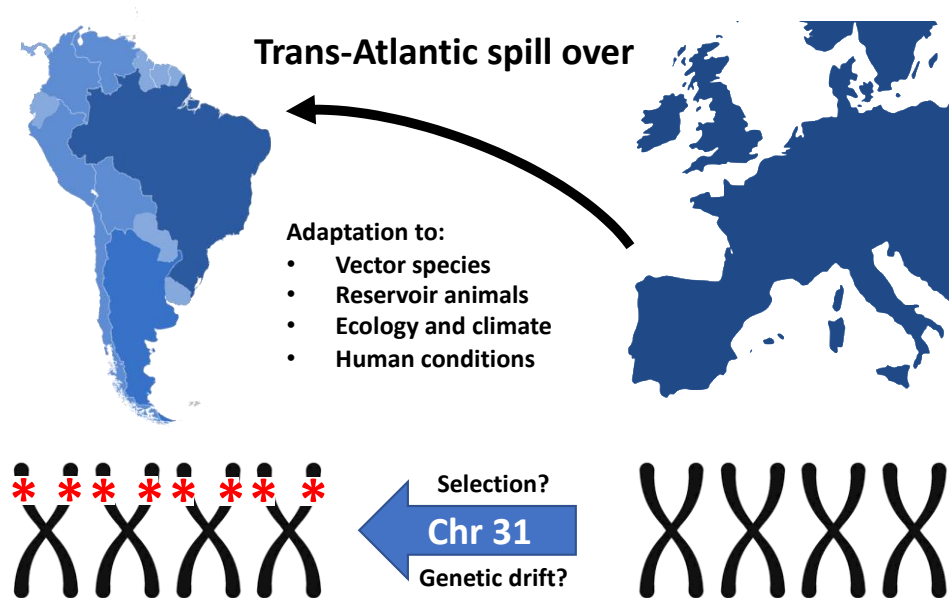 Trans-Atlantic spill over
Adaptation to:
• Vector species
• Reservoir animals
• Ecology and climate
• Human conditions
Selection?
Chr 31
Genetic drift?
* * * * * * * *